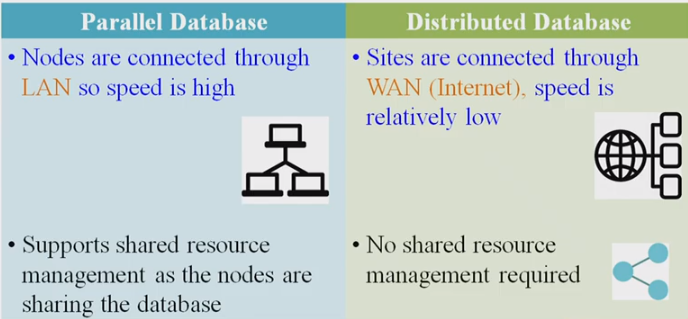 Parallel Database
Distributed Database
• Nodes are connected through
LAN so speed is high
• Sites are connected through
WAN (Internet), speed is
relatively low
• Supports shared resource
management as the nodes are
sharing the database
• No shared resource
management required